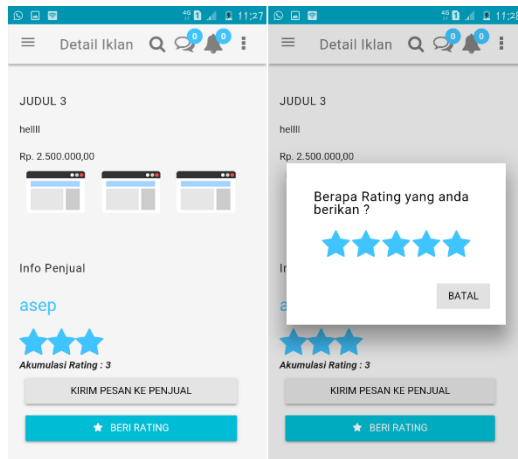 11:27
Detail Iklan
0
0
JUDUL 3
hellll
Rp. 2.500.000,00
Info Penjual
asep
Akumulasi Rating : 3
KIRIM PESAN KE PENJUAL
BERI RATING
Detail Iklan
0
0
JUDUL 3
hellll
Rp. 2.500.000,00
Berapa Rating yang anda
berikan ?
BATAL
Akumulasi Rating : 3
KIRIM PESAN KE PENJUAL
BERI RATING